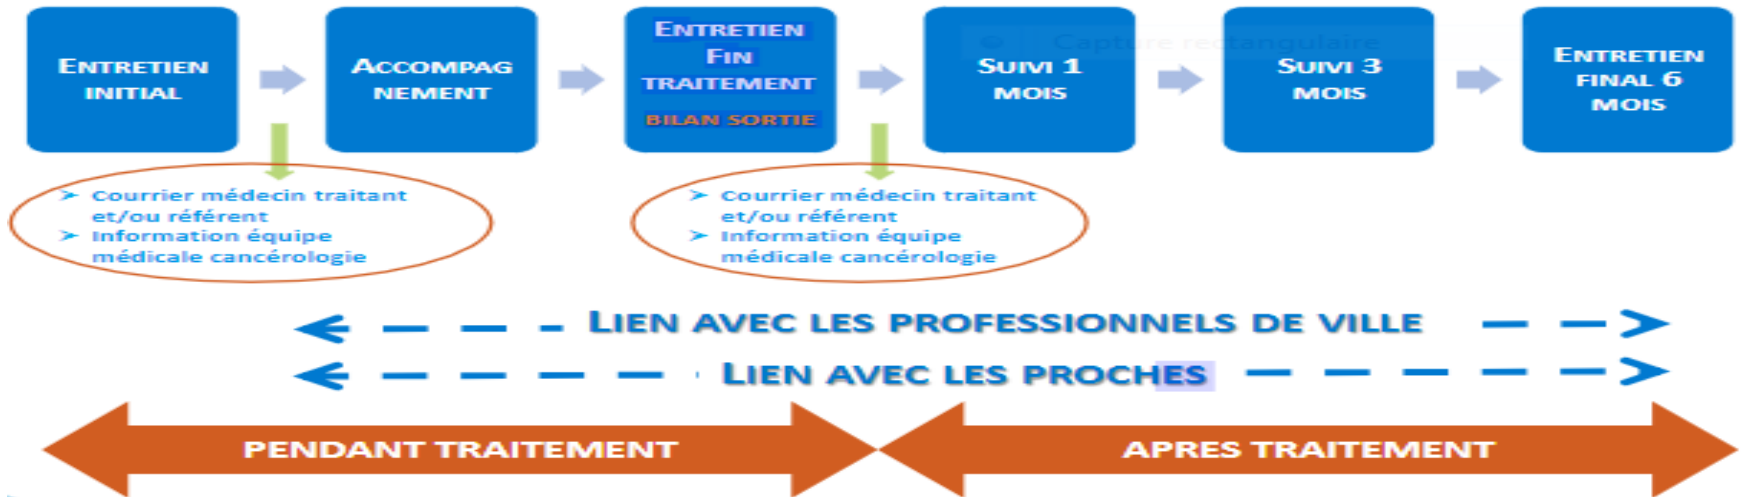 ENTRETIEN
INITIAL
ACCOMPAG
NEMENT
ENTRETIEN
FIN
TRAITEMENT
BILAN SORTIE
Capture rectangulaire
SUIVI 1
MOIS
SUIVI 3
MOIS
ENTRETIEN
FINAL 6
MOIS
➢ Courrier médecin traitant
et/ou référent
➢ Information équipe
médicale cancérologie
➢ Courrier médecin traitant
et/ou référent
➢ Information équipe
médicale cancérologie
LIEN AVEC LES PROFESSIONNELS DE VILLE
LIEN AVEC LES PROCHES
PENDANT TRAITEMENT
APRES TRAITEMENT